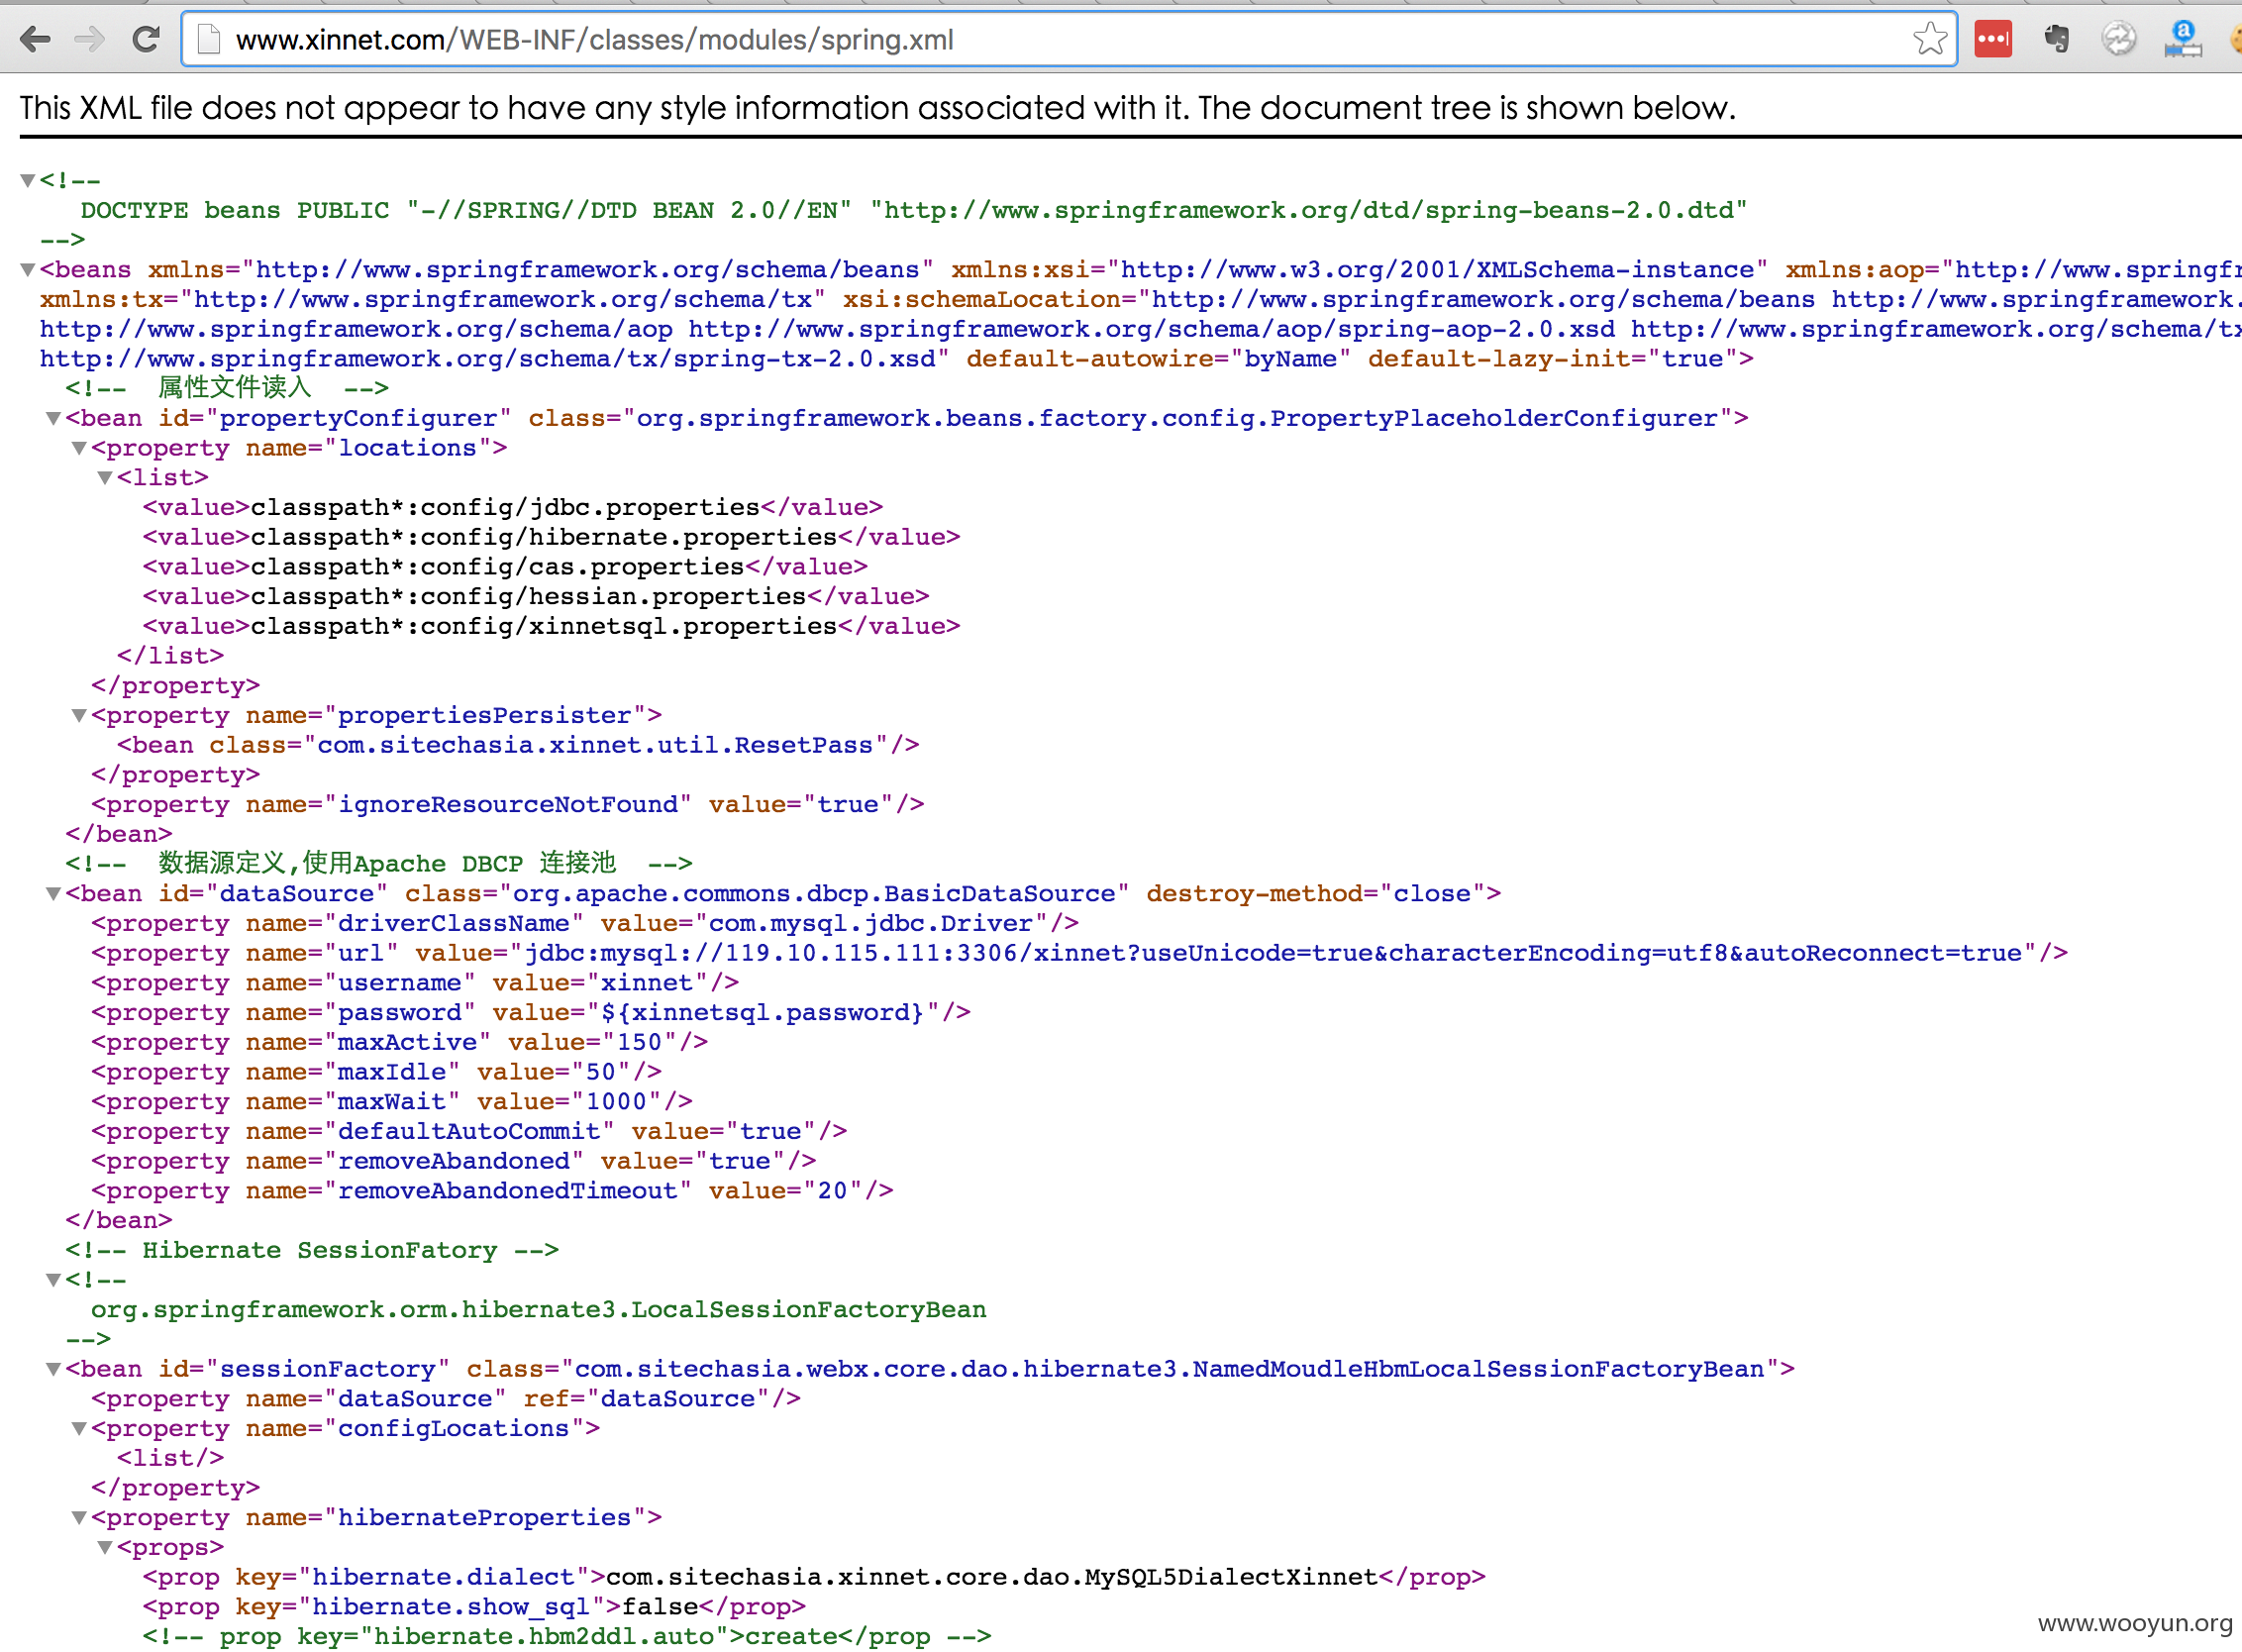 www.xinnet.com/WEB-INF/classes/modules/spring.xml
This XML file does not appear to have any style information associated with it. The document tree is shown below.
<!--
DOCTYPE beans PUBLIC "-//SPRING//DTD BEAN 2.0//EN" "http://www.springframework.org/dtd/spring-beans-2.0.dtd"
-->
<beans xmlns="http://www.springframework.org/schema/beans" xmlns:xsi="http://www.w3.org/2001/XMLSchema-instance" xmlns:aop="http://www.springfr
xmlns:tx="http://www.springframework.org/schema/tx" xsi:schemaLocation="http://www.springframework.org/schema/beans http://www.springframework.
http://www.springframework.org/schema/aop http://www.springframework.org/schema/aop/spring-aop-2.0.xsd http://www.springframework.org/schema/tx
http://www.springframework.org/schema/tx/spring-tx-2.0.xsd" default-autowire="byName" default-lazy-init="true">
<!-- 属性文件读入 -->
<bean id="propertyConfigurer" class="org.springframework.beans.factory.config.PropertyPlaceholderConfigurer">
<property name="locations">
<list>
<value>classpath*:config/jdbc.properties</value>
<value>classpath*:config/hibernate.properties</value>
<value>classpath*:config/cas.properties</value>
<value>classpath*:config/hessian.properties</value>
<value>classpath*:config/xinnetsql.properties</value>
</list>
</property>
<property name="propertiesPersister">
<bean class="com.sitechasia.xinnet.util.ResetPass"/>
</property>
<property name="ignoreResourceNotFound" value="true"/>
</bean>
<!-- 数据源定义,使用Apache DBCP 连接池 -->
<bean id="dataSource" class="org.apache.commons.dbcp.BasicDataSource" destroy-method="close">
<property name="driverClassName" value="com.mysql.jdbc.Driver"/>
<property name="url" value="jdbc:mysql://119.10.115.111:3306/xinnet?useUnicode=true&characterEncoding=utf8&autoReconnect=true"/>
<property name="username" value="xinnet"/>
<property name="password" value="${xinnetsql.password}"/>
<property name="maxActive" value="150"/>
<property name="maxIdle" value="50"/>
<property name="maxWait" value="1000"/>
<property name="defaultAutoCommit" value="true"/>
<property name="removeAbandoned" value="true"/>
<property name="removeAbandonedTimeout" value="20"/>
</bean>
<!-- Hibernate SessionFatory -->
<!--
org.springframework.orm.hibernate3.LocalSessionFactoryBean
-->
<bean id="sessionFactory" class="com.sitechasia.webx.core.dao.hibernate3.NamedMoudleHbmLocalSessionFactoryBean">
<property name="dataSource" ref="dataSource"/>
<property name="configLocations">
<list/>
</property>
<property name="hibernateProperties">
<props>
<prop key="hibernate.dialect">com.sitechasia.xinnet.core.dao.MySQL5DialectXinnet</prop>
<prop key="hibernate.show_sql">false</prop>
<!-- prop key="hibernate.hbm2ddl.auto">create</prop -->
www.wooyun.org